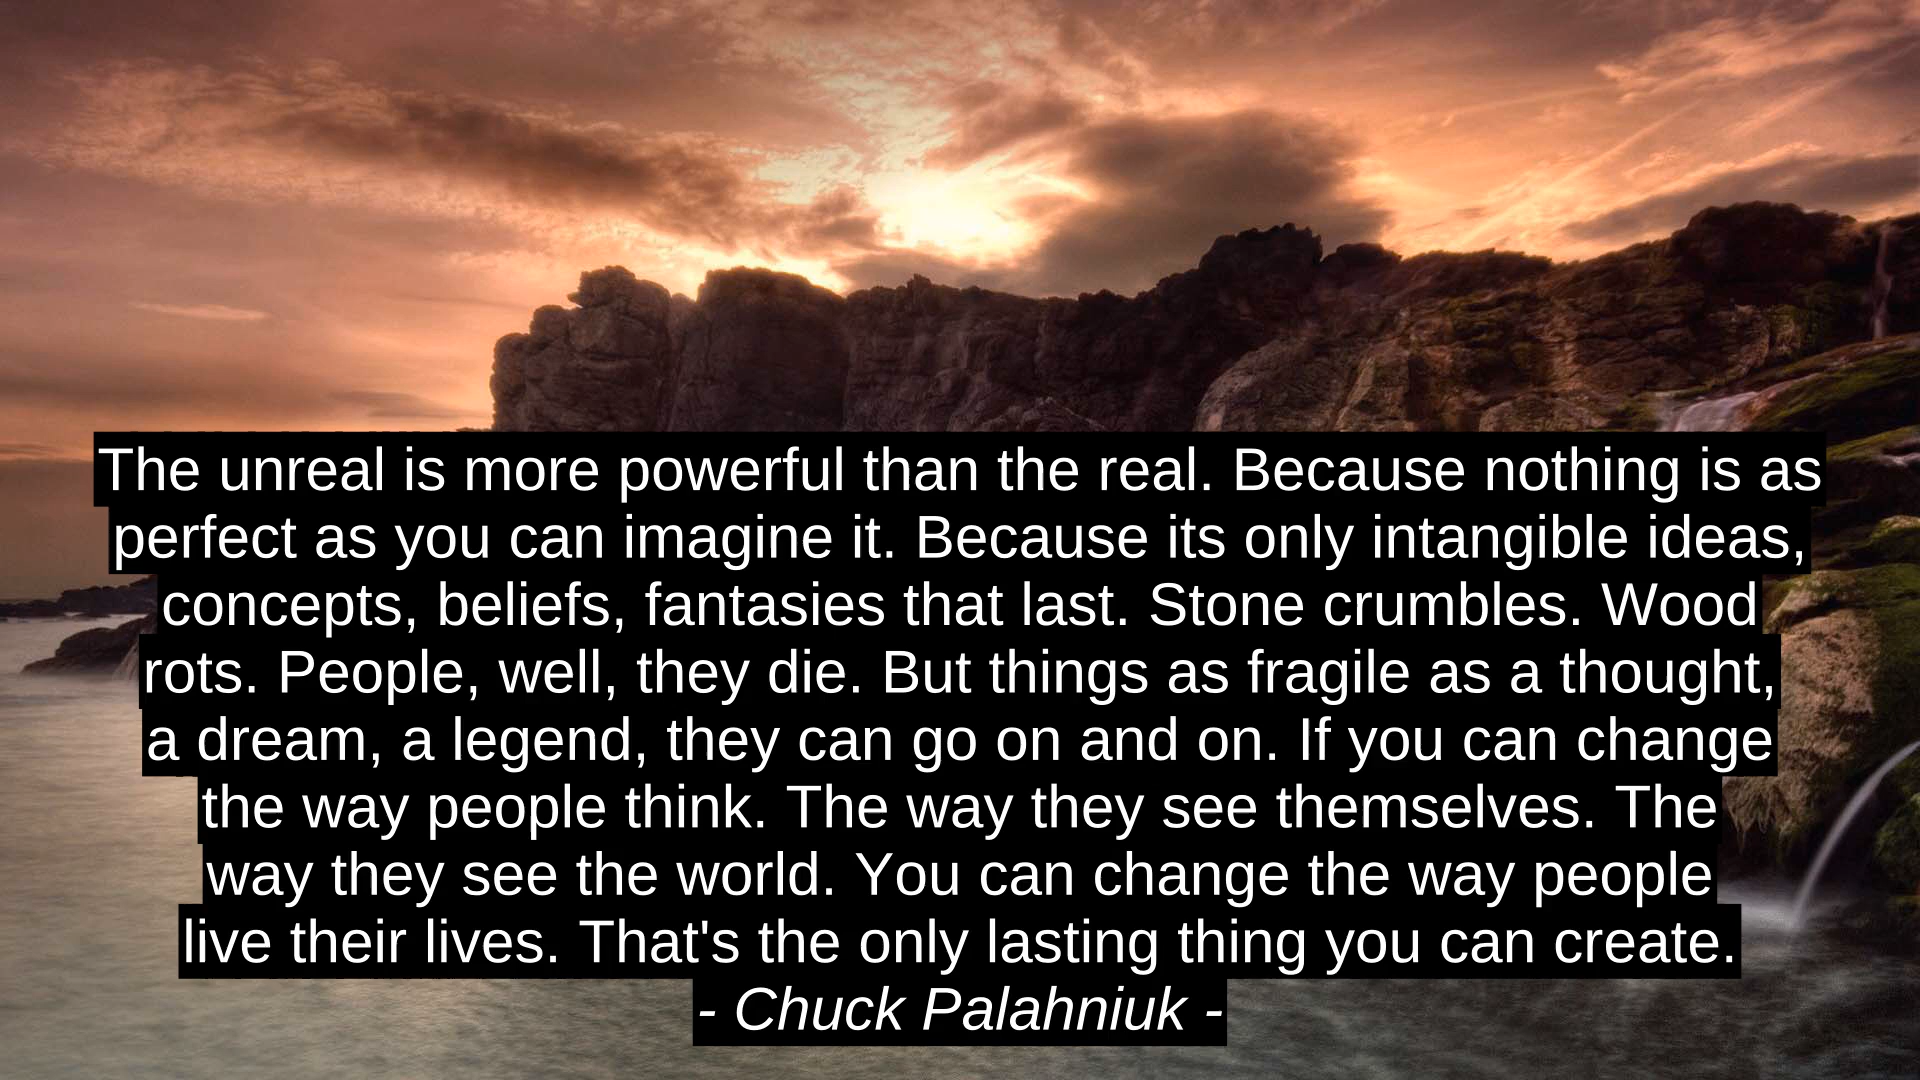 The unreal is more powerful than the real. Because nothing is as
perfect as you can imagine it. Because its only intangible ideas,
concepts, beliefs, fantasies that last. Stone crumbles. Wood
rots. People, well, they die. But things as fragile as a thought,
a dream, a legend, they can go on and on. If you can change
the way people think. The way they see themselves. The
way they see the world. You can change the way people
live their lives. That's the only lasting thing you can create.
- Chuck Palahniuk -